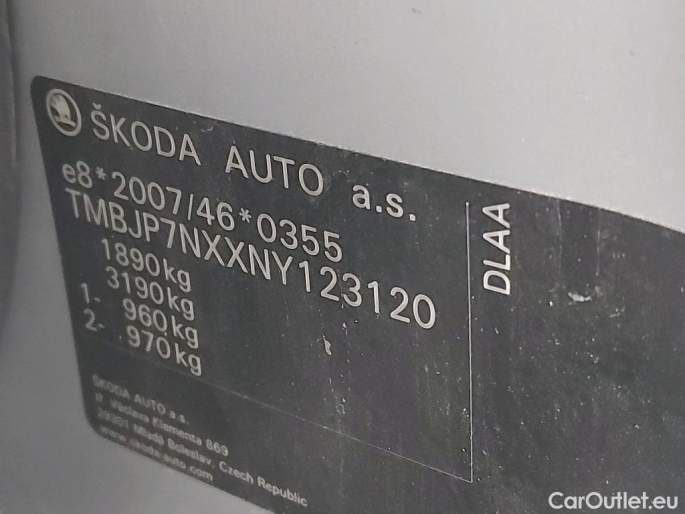 ŠKODA AUTO a.s.
e8*2007/46*0355
TMBJP7NXXNY123120
1890kg
3190kg
1- 960kg
2- 970kg
DLAA
ŠKODA AUTO a.s.
tř. Václava Klementa 869
29301 Mladá Boleslav, Czech Republic
www.skoda-auto.com
CarOutlet.eu